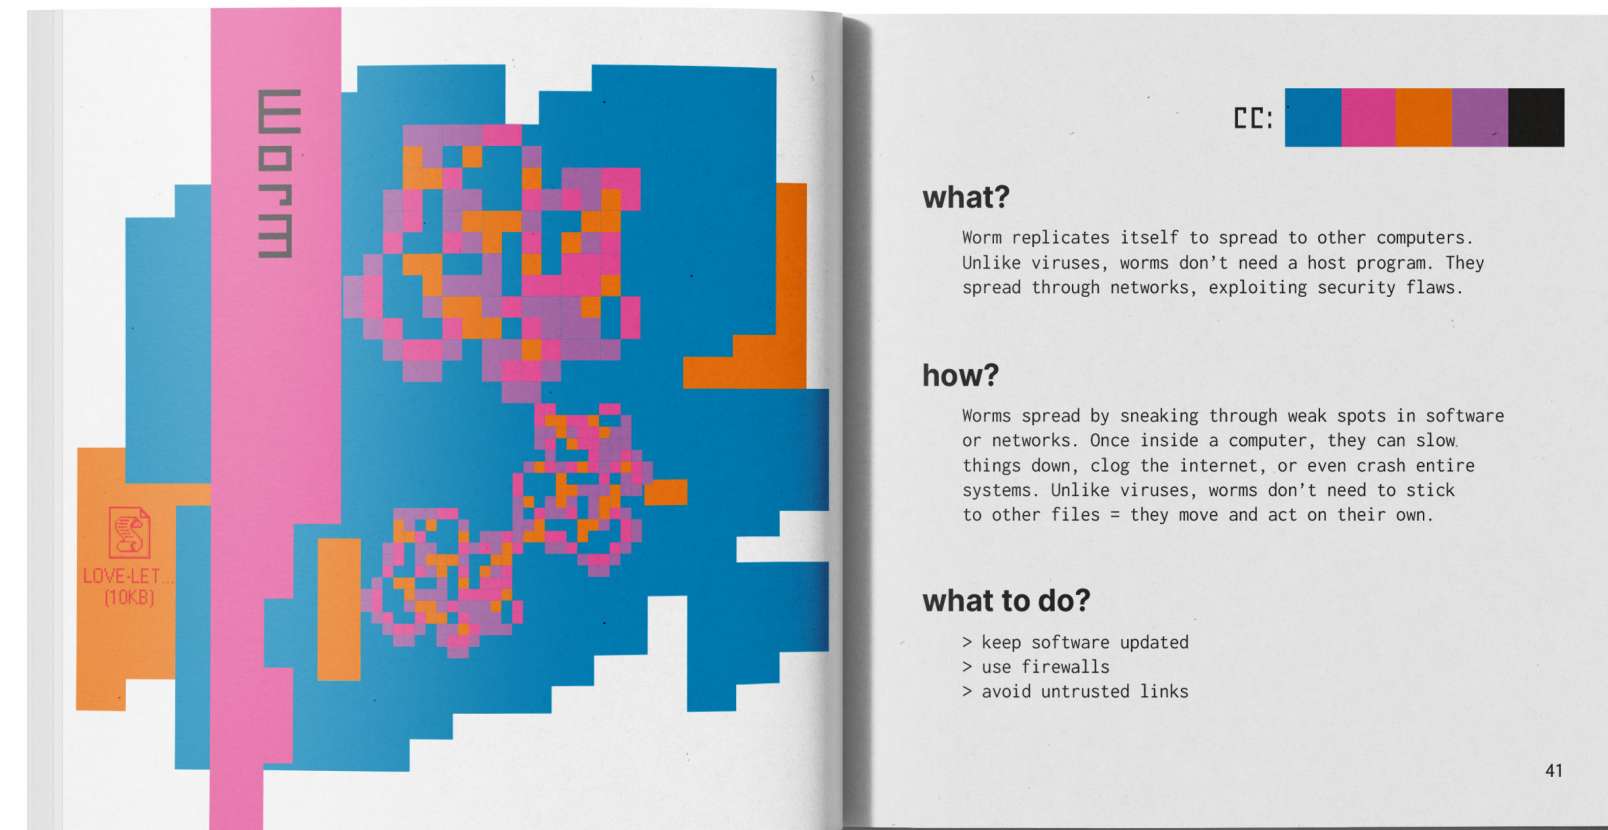 worm
LOVE-LET...
(10KB)
CC:
what?
Worm replicates itself to spread to other computers.
Unlike viruses, worms don't need a host program. They
spread through networks, exploiting security flaws.
how?
Worms spread by sneaking through weak spots in software
or networks. Once inside a computer, they can slow
things down, clog the internet, or even crash entire
systems. Unlike viruses, worms don't need to stick
to other files = they move and act on their own.
what to do?
> keep software updated
> use firewalls
> avoid untrusted links
41